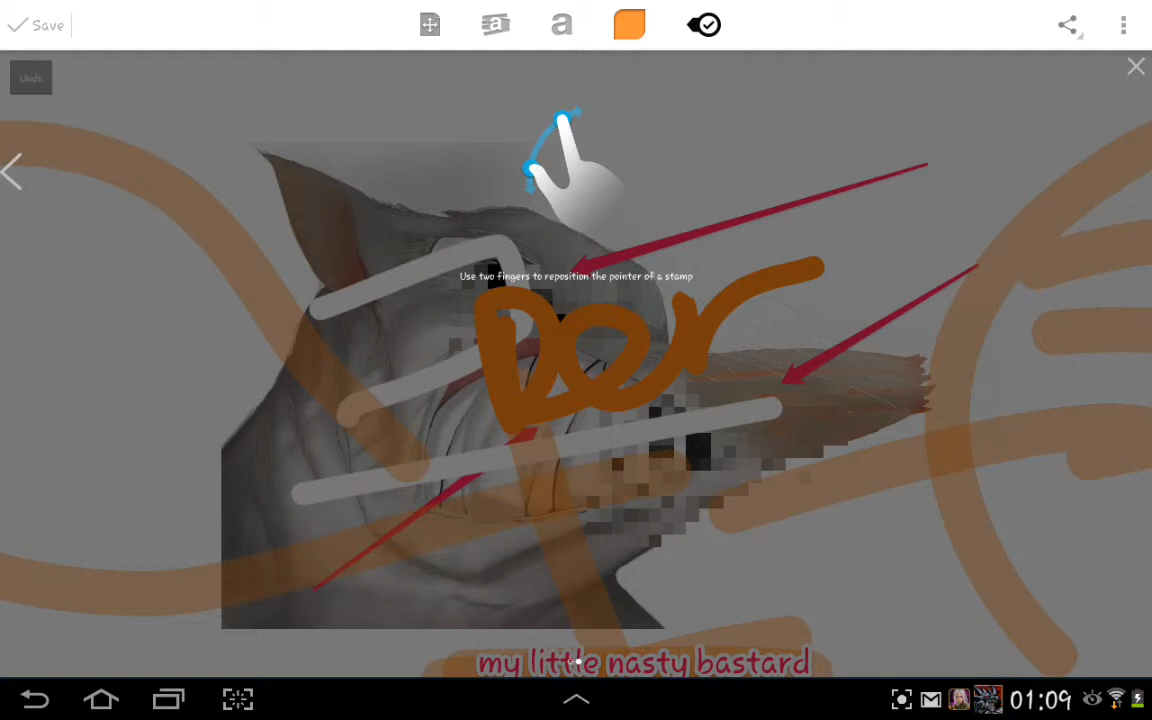 Save
a
a
Undo
Use two fingers to reposition the pointer of a stamp
Der
my little nasty bastard
01:09